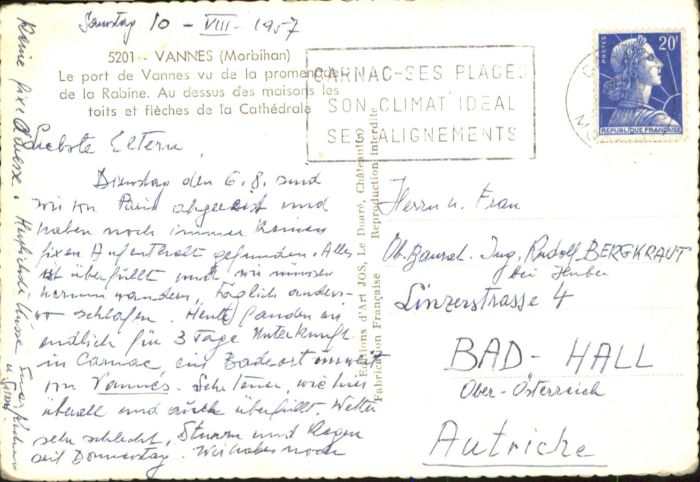 Samstag 10 - VIII - 1957
5201 - VANNES (Morbihan)
Le port de Vannes vu de la promenade
de la Rabine. Au dessus des maisons les
toits et flèches de la Cathédrale
CARNAC-SES PLAGES
SON CLIMAT IDEAL
SES ALIGNEMENTS
20F
REPUBLIQUE FRANÇAISE
Liebste Eltern,
Dienstag den 6.8. sind
wir von Paris abgereist und
haben noch immer keinen
fixen Aufenthalt gefunden. Alles
ist überfüllt und wir müssen
herum wandern, täglich anders-
wo schlafen. Heute fanden wir
endlich für 3 Tage Unterkunft
in Carnac, ein Badeort unweit
von Vannes. Sehr teuer, wie hier
überall und auch überfüllt. Wetter
sehr schlecht, Sturm und Regen
seit Donnerstag. Wir haben noch
keine fixe Adresse. Herzlichste Küsse
Editions d'Art JOS, Le Doaré, Châteaulin
Fabrication Française Reproduction interdite
Herrn u. Frau
Ob. Baurat. Ing. Rudolf BERGKRAUT
bei Huber
Linzerstrasse 4
BAD-HALL
Ober-Österreich
Autriche